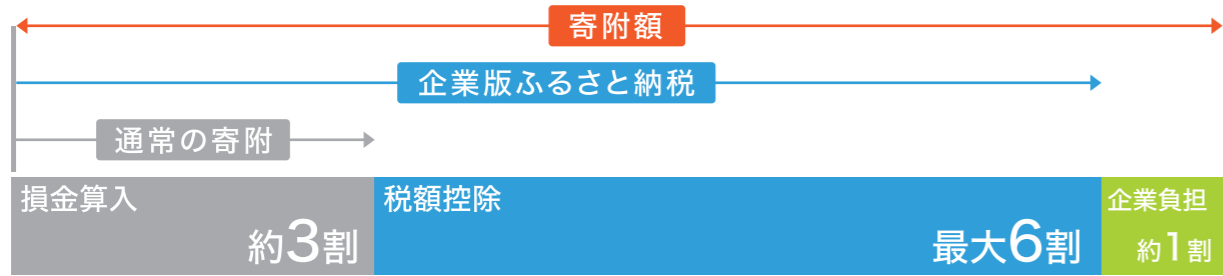 寄附額
企業版ふるさと納税
通常の寄附
損金算入
約3割
税額控除
最大6割
企業負担
約1割